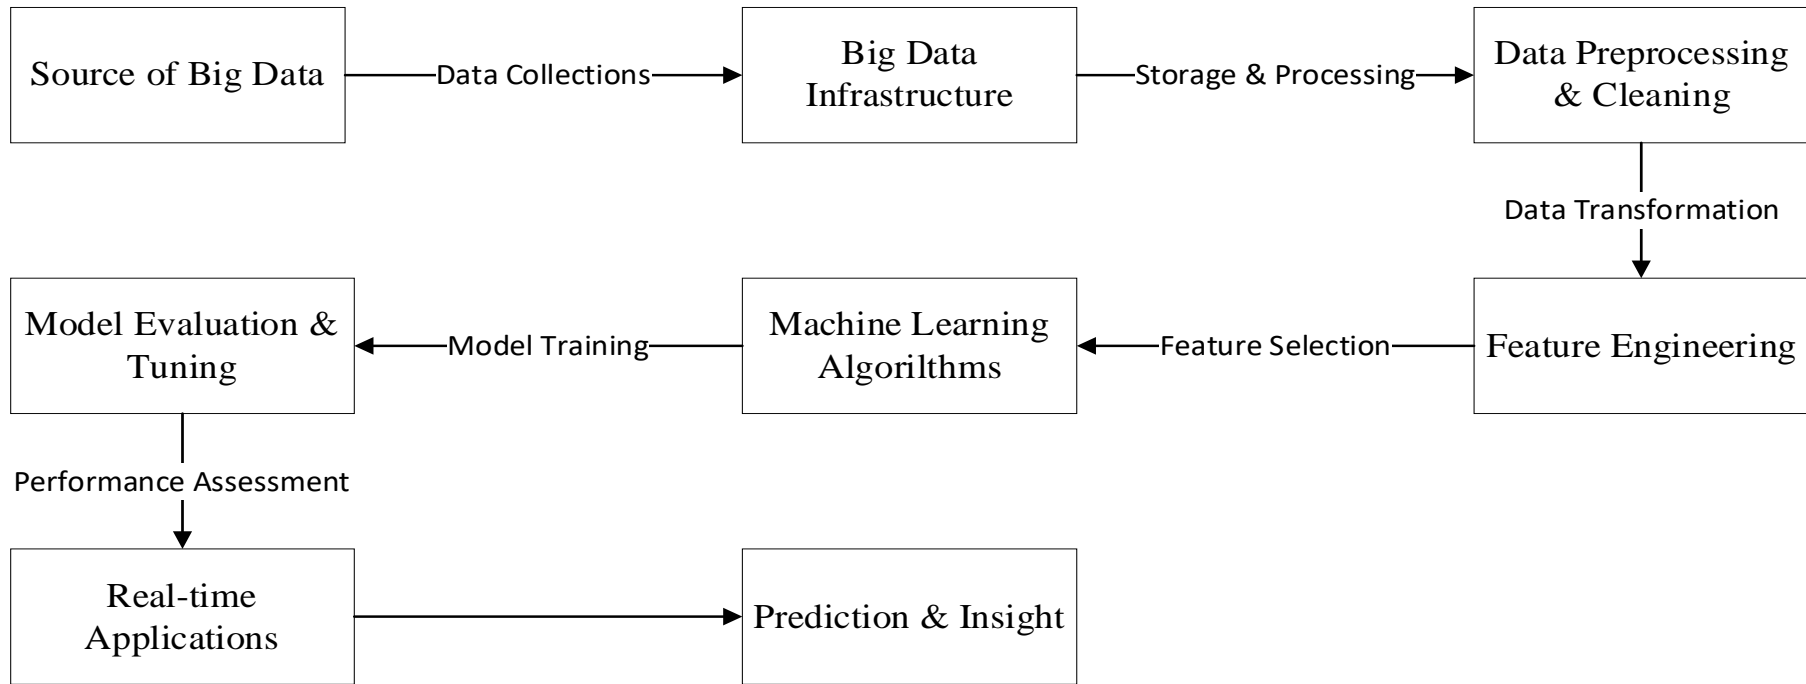 Source of Big Data
Data Collections
Big Data
Infrastructure
Storage & Processing
Data Preprocessing
& Cleaning
Data Transformation
Feature Engineering
Feature Selection
Machine Learning
Algorilthms
Model Training
Model Evaluation &
Tuning
Performance Assessment
Real-time
Applications
Prediction & Insight